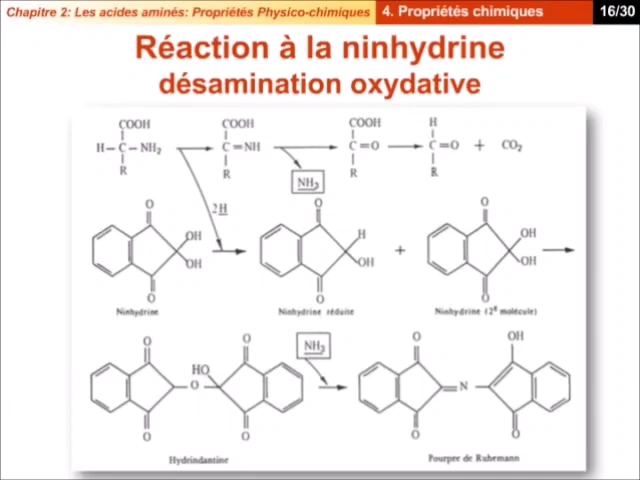 Chapitre 2: Les acides aminés: Propriétés Physico-chimiques 4. Propriétés chimiques 16/30
Réaction à la ninhydrine
désamination oxydative
COOH COOH COOH H
H-C-NH₂ C=NH C=O C=O + CO₂
R R R R
NH₃
2H
O O O
OH H OH
OH OH + OH
O O O
Ninhydrine Ninhydrine réduite Ninhydrine (2e molécule)
O O NH₃ O OH
HO
O N
O O O O
Hydrindantine Pourpre de Ruhemann